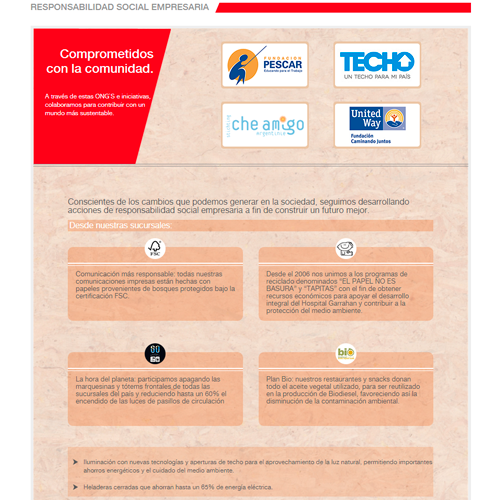 RESPONSABILIDAD SOCIAL EMPRESARIA
Comprometidos
con la comunidad.
A través de estas ONG'S e iniciativas,
colaboramos para contribuir con un
mundo más sustentable.
FUNDACIÓN
PESCAR
Educando para el Trabajo
TECHO
UN TECHO PARA MI PAÍS
che amigo
argentina
United
Way
Fundación
Caminando Juntos
Conscientes de los cambios que podemos generar en la sociedad, seguimos desarrollando
acciones de responsabilidad social empresaria a fin de construir un futuro mejor.
Desde nuestras sucursales:
FSC
Comunicación más responsable: todas nuestras
comunicaciones impresas están hechas con
papeles provenientes de bosques protegidos bajo la
certificación FSC.
Desde el 2006 nos unimos a los programas de
reciclado denominados "EL PAPEL NO ES
BASURA" y "TAPITAS" con el fin de obtener
recursos económicos para apoyar el desarrollo
integral del Hospital Garrahan y contribuir a la
protección del medio ambiente.
60
La hora del planeta: participamos apagando las
marquesinas y tótems frontales de todas las
sucursales del país y reduciendo hasta un 60% el
encendido de las luces de pasillos de circulación
bio
Plan Bio: nuestros restaurantes y snacks donan
todo el aceite vegetal utilizado, para ser reutilizado
en la producción de Biodiesel, favoreciendo así la
disminución de la contaminación ambiental
Iluminación con nuevas tecnologías y aperturas de techo para el aprovechamiento de la luz natural, permitiendo importantes
ahorros energéticos y el cuidado del medio ambiente.
Heladeras cerradas que ahorran hasta un 65% de energía eléctrica.